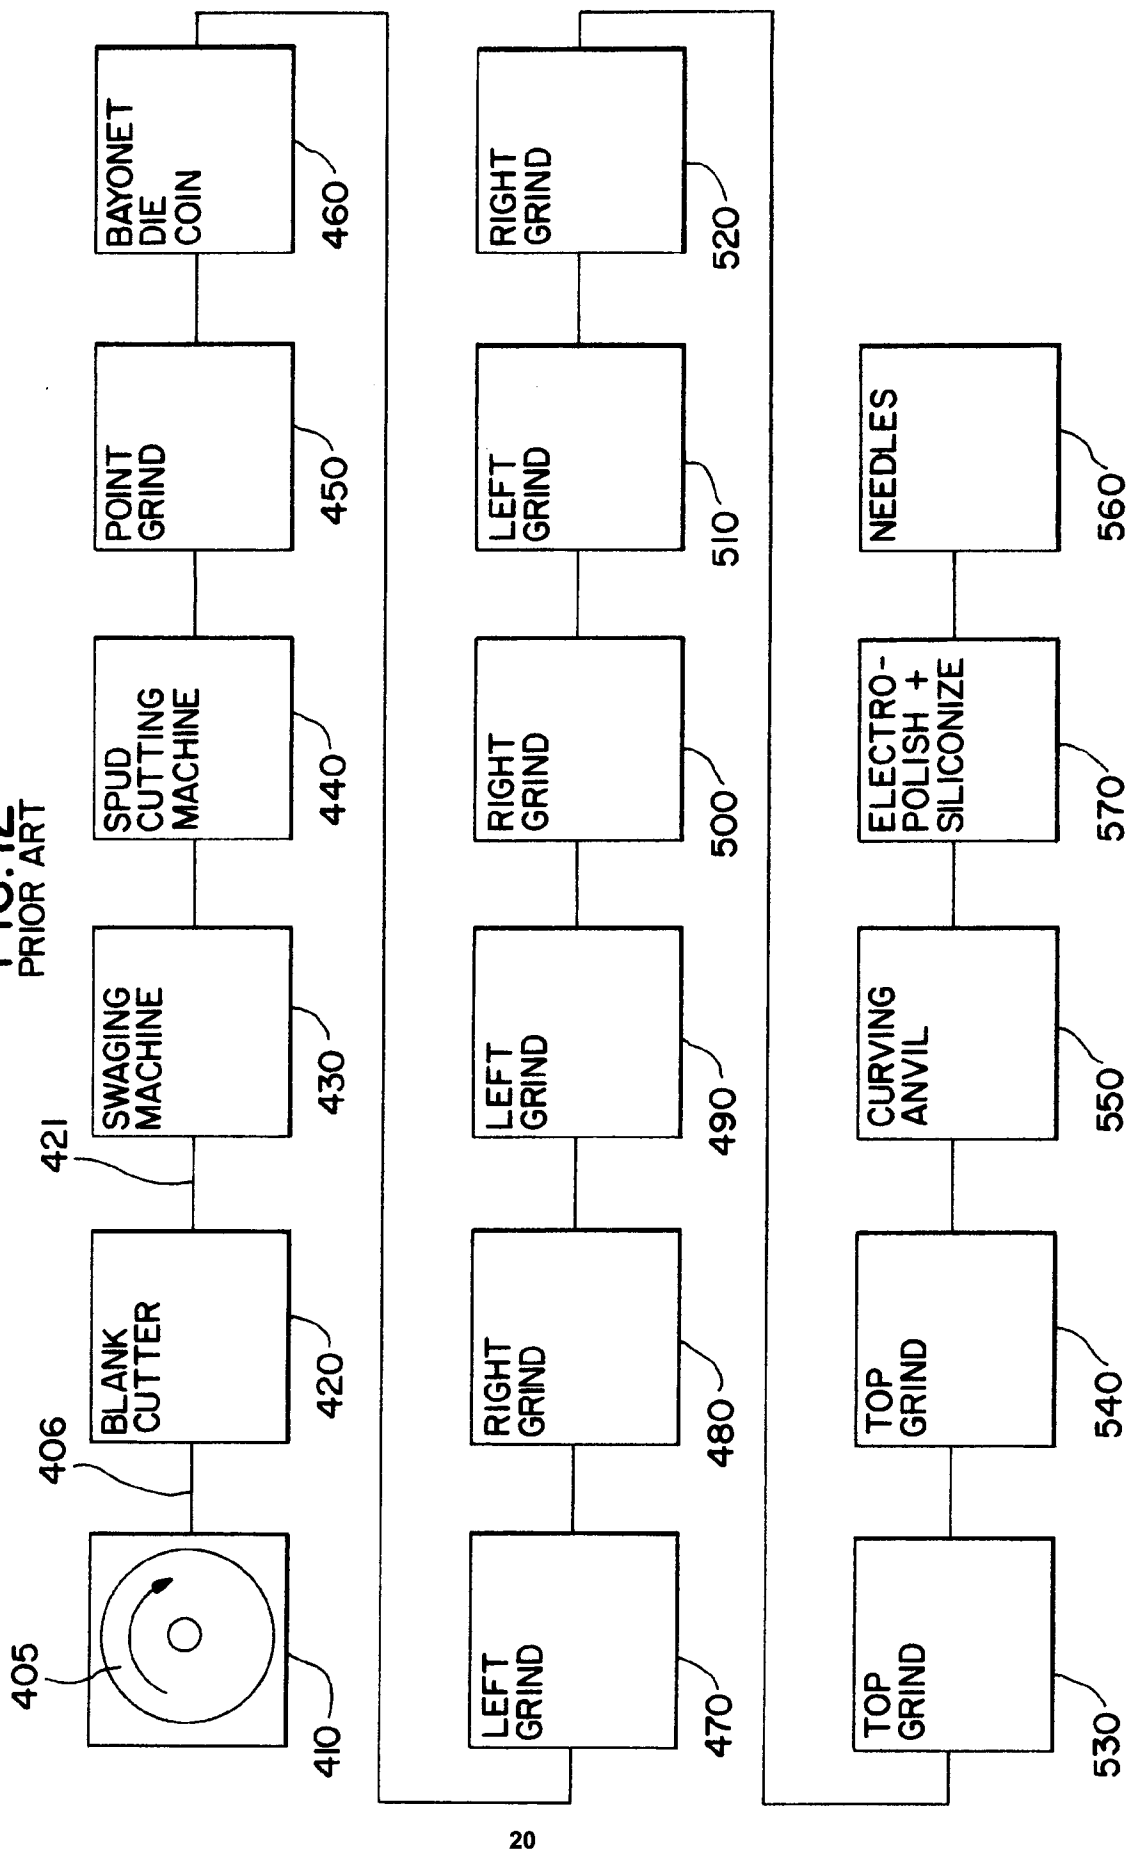 PRIOR ART
405
410
406
BLANK
CUTTER
420
421
SWAGING
MACHINE
430
SPUD
CUTTING
MACHINE
440
POINT
GRIND
450
BAYONET
DIE
COIN
460
LEFT
GRIND
470
RIGHT
GRIND
480
LEFT
GRIND
490
RIGHT
GRIND
500
LEFT
GRIND
510
RIGHT
GRIND
520
TOP
GRIND
530
TOP
GRIND
540
CURVING
ANVIL
550
ELECTRO-
POLISH +
SILICONIZE
570
NEEDLES
560
20